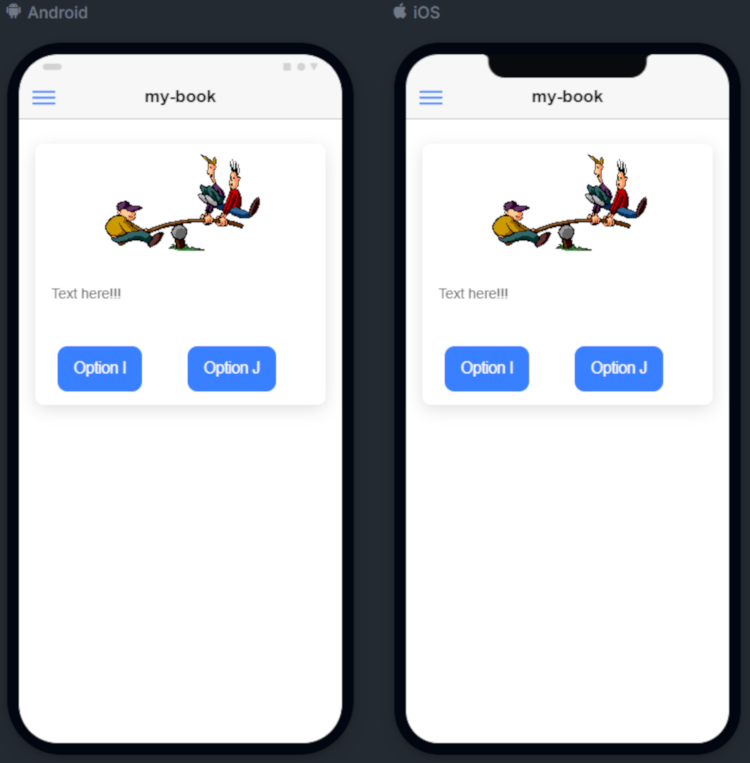 Android
iOS
my-book
my-book
Text here!!!
Text here!!!
Option I
Option J
Option I
Option J